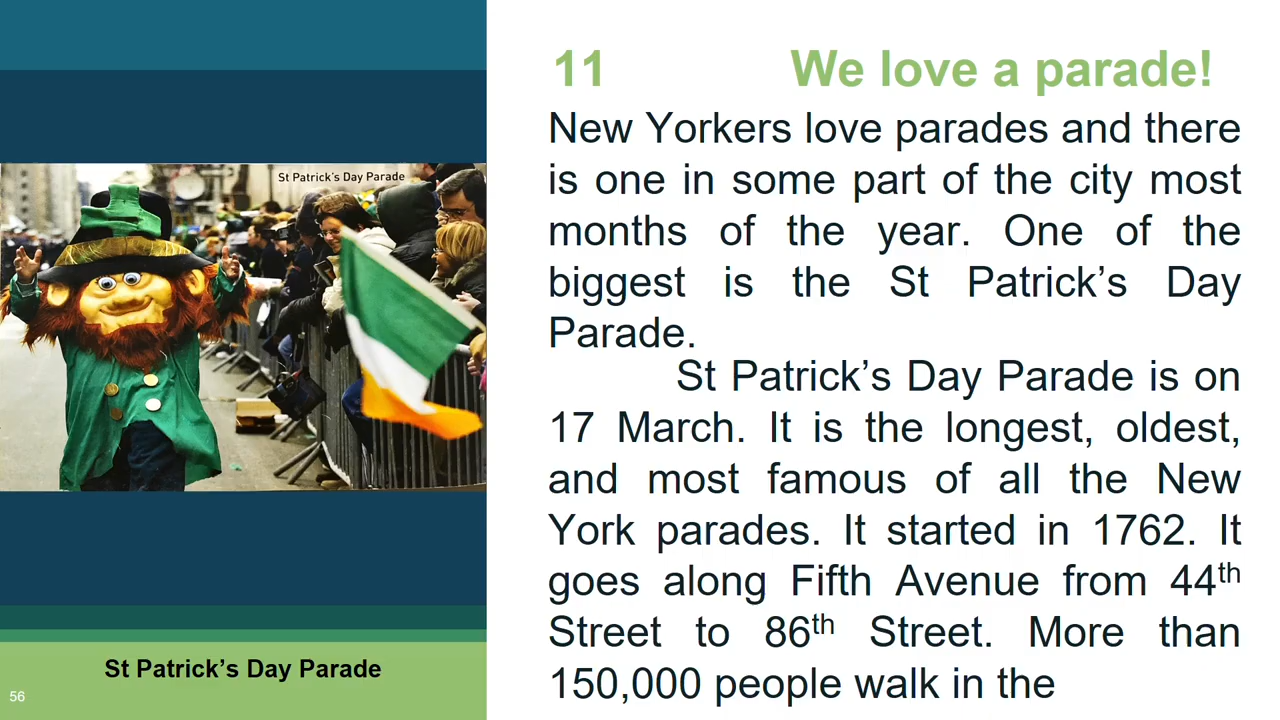 11 We love a parade!
New Yorkers love parades and there
is one in some part of the city most
months of the year. One of the
biggest is the St Patrick’s Day
Parade.
St Patrick’s Day Parade is on
17 March. It is the longest, oldest,
and most famous of all the New
York parades. It started in 1762. It
goes along Fifth Avenue from 44th
Street to 86th Street. More than
150,000 people walk in the
St Patrick's Day Parade
St Patrick’s Day Parade
56